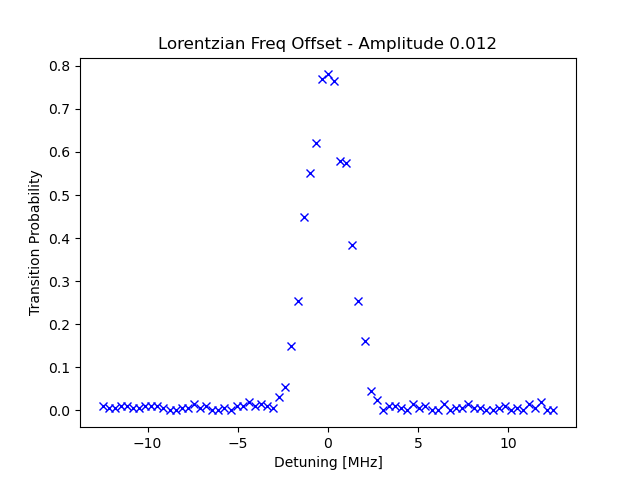 Lorentzian Freq Offset - Amplitude 0.012
Transition Probability
0.8
0.7
0.6
0.5
0.4
0.3
0.2
0.1
0.0
−10 −5 0 5 10
Detuning [MHz]